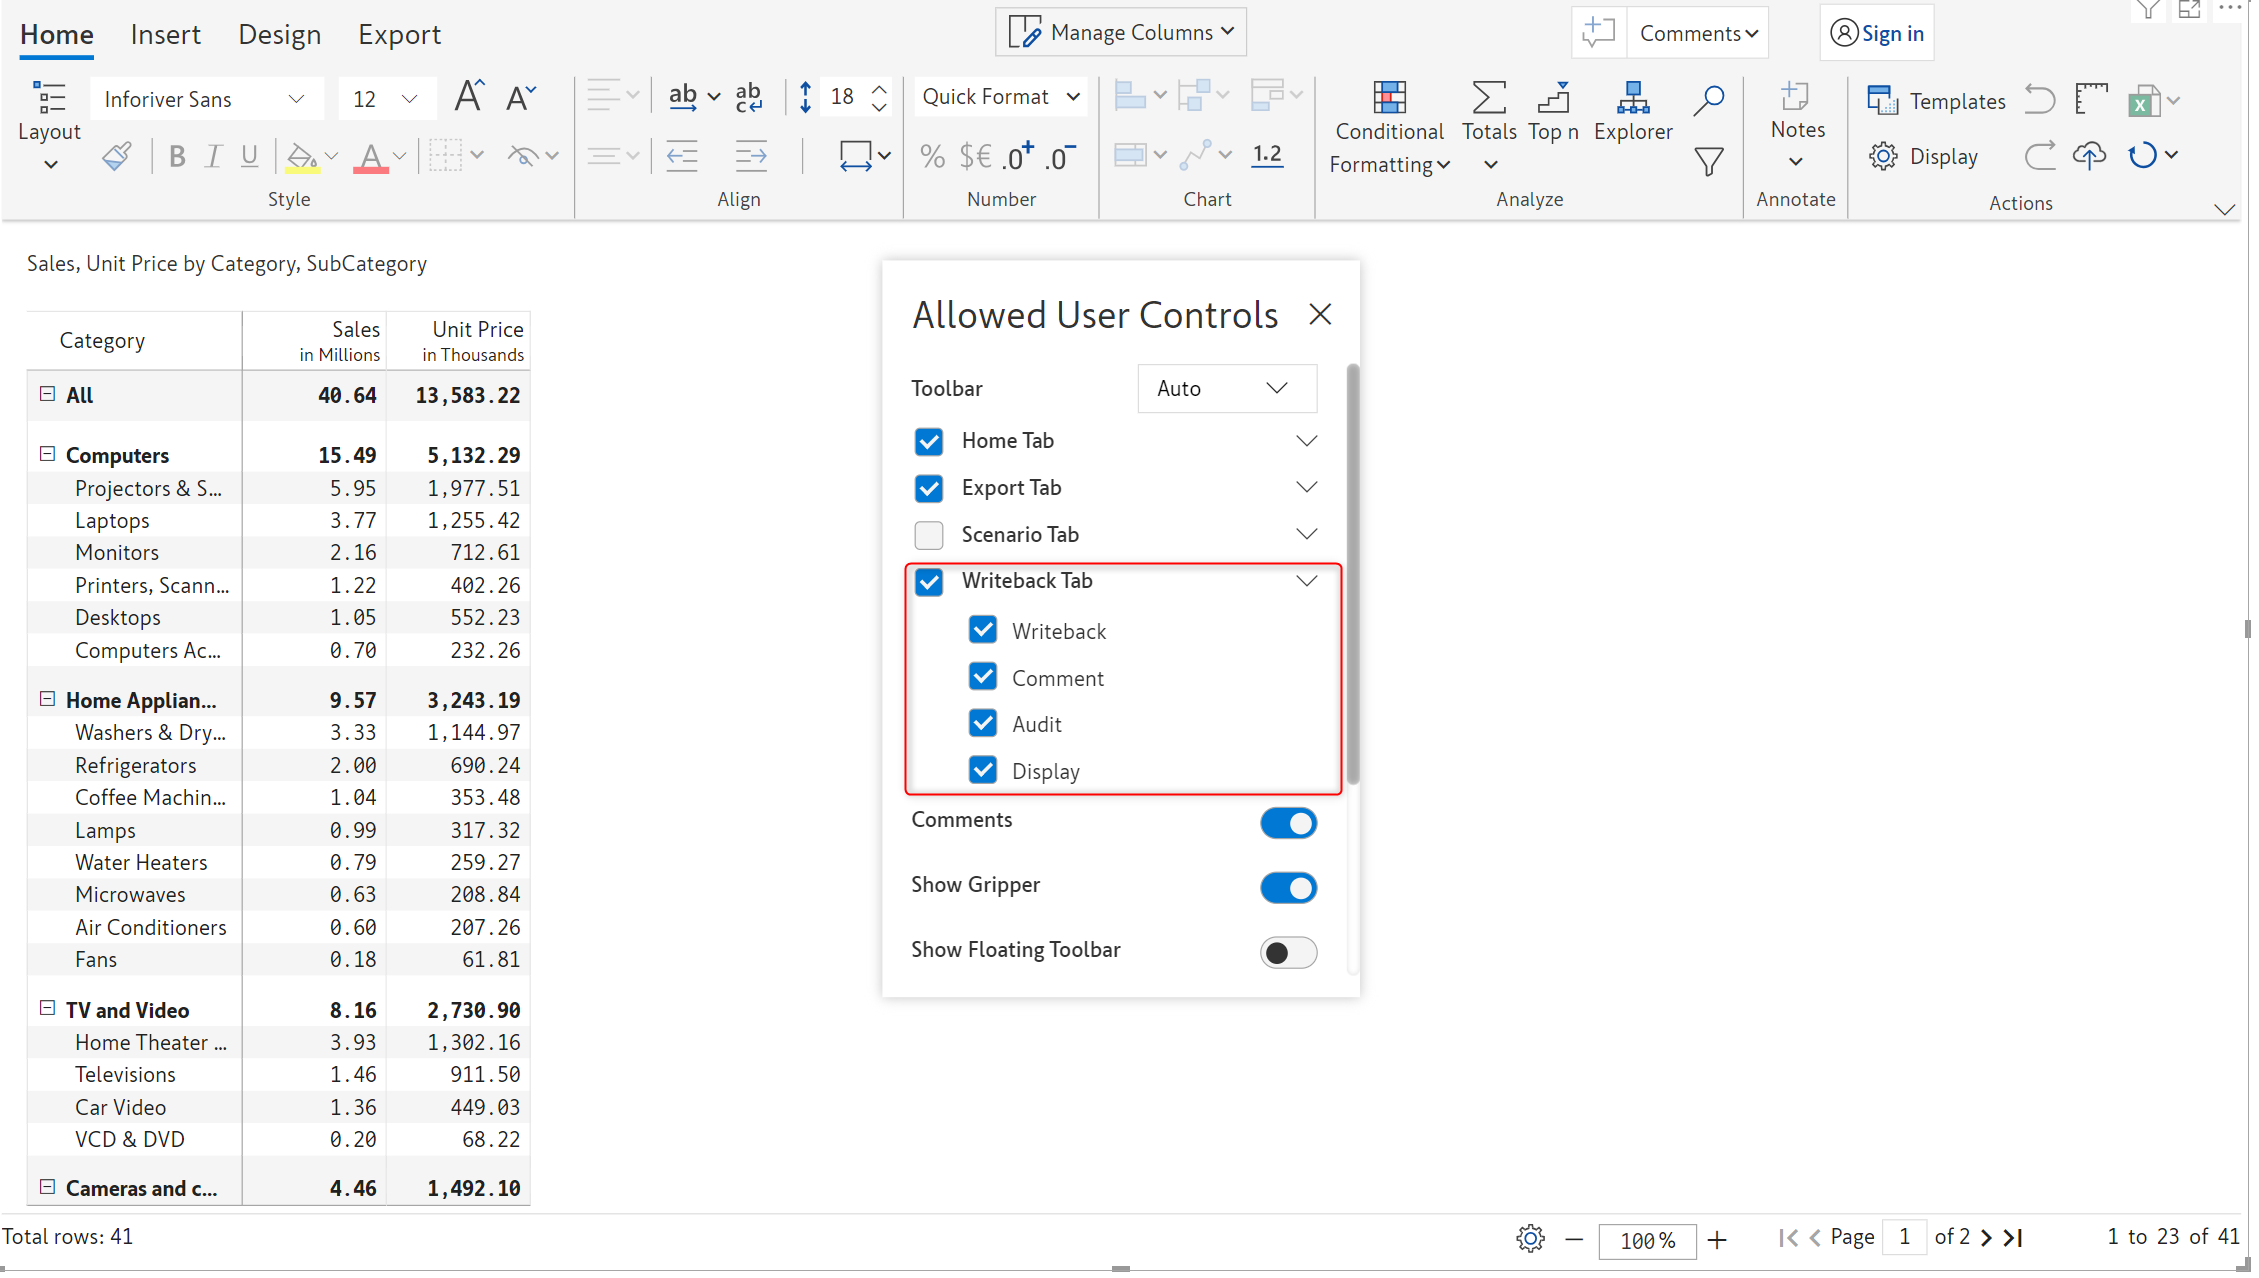 Home Insert Design Export Manage Columns Comments Sign in
Layout
Inforiver Sans 12 A A
B I U A
Style
ab ab c 18
Align
Quick Format
% $€ .0+ .0-
Number
1.2
Chart
Conditional Formatting
Totals
Top n
Explorer
Analyze
Notes
Annotate
Templates X
Display
Actions
Sales, Unit Price by Category, SubCategory
Category Sales in Millions Unit Price in Thousands
All 40.64 13,583.22
Computers 15.49 5,132.29
Projectors & S... 5.95 1,977.51
Laptops 3.77 1,255.42
Monitors 2.16 712.61
Printers, Scann... 1.22 402.26
Desktops 1.05 552.23
Computers Ac... 0.70 232.26
Home Applian... 9.57 3,243.19
Washers & Dry... 3.33 1,144.97
Refrigerators 2.00 690.24
Coffee Machin... 1.04 353.48
Lamps 0.99 317.32
Water Heaters 0.79 259.27
Microwaves 0.63 208.84
Air Conditioners 0.60 207.26
Fans 0.18 61.81
TV and Video 8.16 2,730.90
Home Theater ... 3.93 1,302.16
Televisions 1.46 911.50
Car Video 1.36 449.03
VCD & DVD 0.20 68.22
Cameras and c... 4.46 1,492.10
Allowed User Controls
Toolbar Auto
Home Tab
Export Tab
Scenario Tab
Writeback Tab
Writeback
Comment
Audit
Display
Comments
Show Gripper
Show Floating Toolbar
Total rows: 41 100% Page 1 of 2 1 to 23 of 41